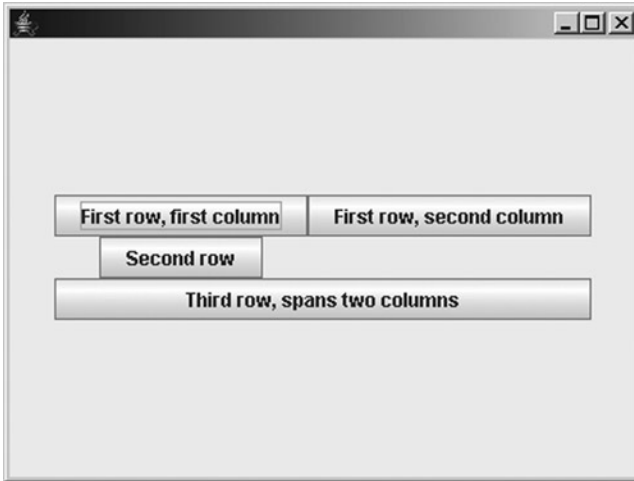 First row, first column
First row, second column
Second row
Third row, spans two columns